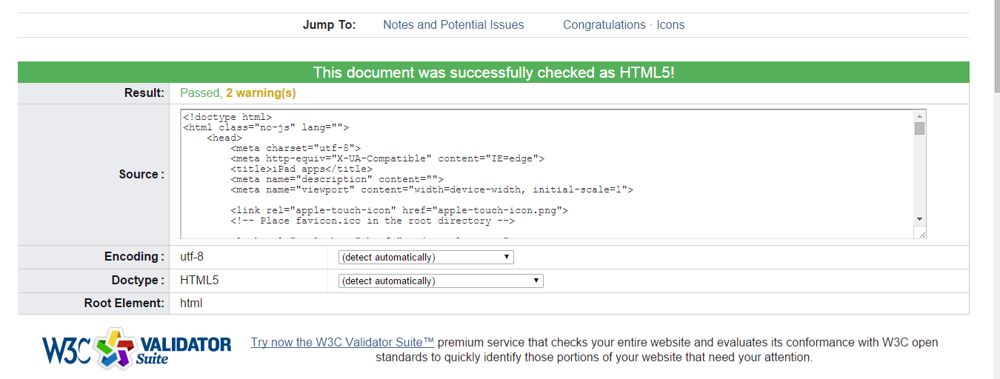 Jump To: Notes and Potential Issues Congratulations · Icons
This document was successfully checked as HTML5!
Result: Passed, 2 warning(s)
Source :
<!doctype html>
<html class="no-js" lang="">
<head>
<meta charset="utf-8">
<meta http-equiv="X-UA-Compatible" content="IE=edge">
<title>iPad apps</title>
<meta name="description" content="">
<meta name="viewport" content="width=device-width, initial-scale=1">
<link rel="apple-touch-icon" href="apple-touch-icon.png">
<!-- Place favicon.ico in the root directory -->
Encoding : utf-8 (detect automatically)
Doctype : HTML5 (detect automatically)
Root Element: html
W3C VALIDATOR Suite
Try now the W3C Validator Suite™ premium service that checks your entire website and evaluates its conformance with W3C open
standards to quickly identify those portions of your website that need your attention.